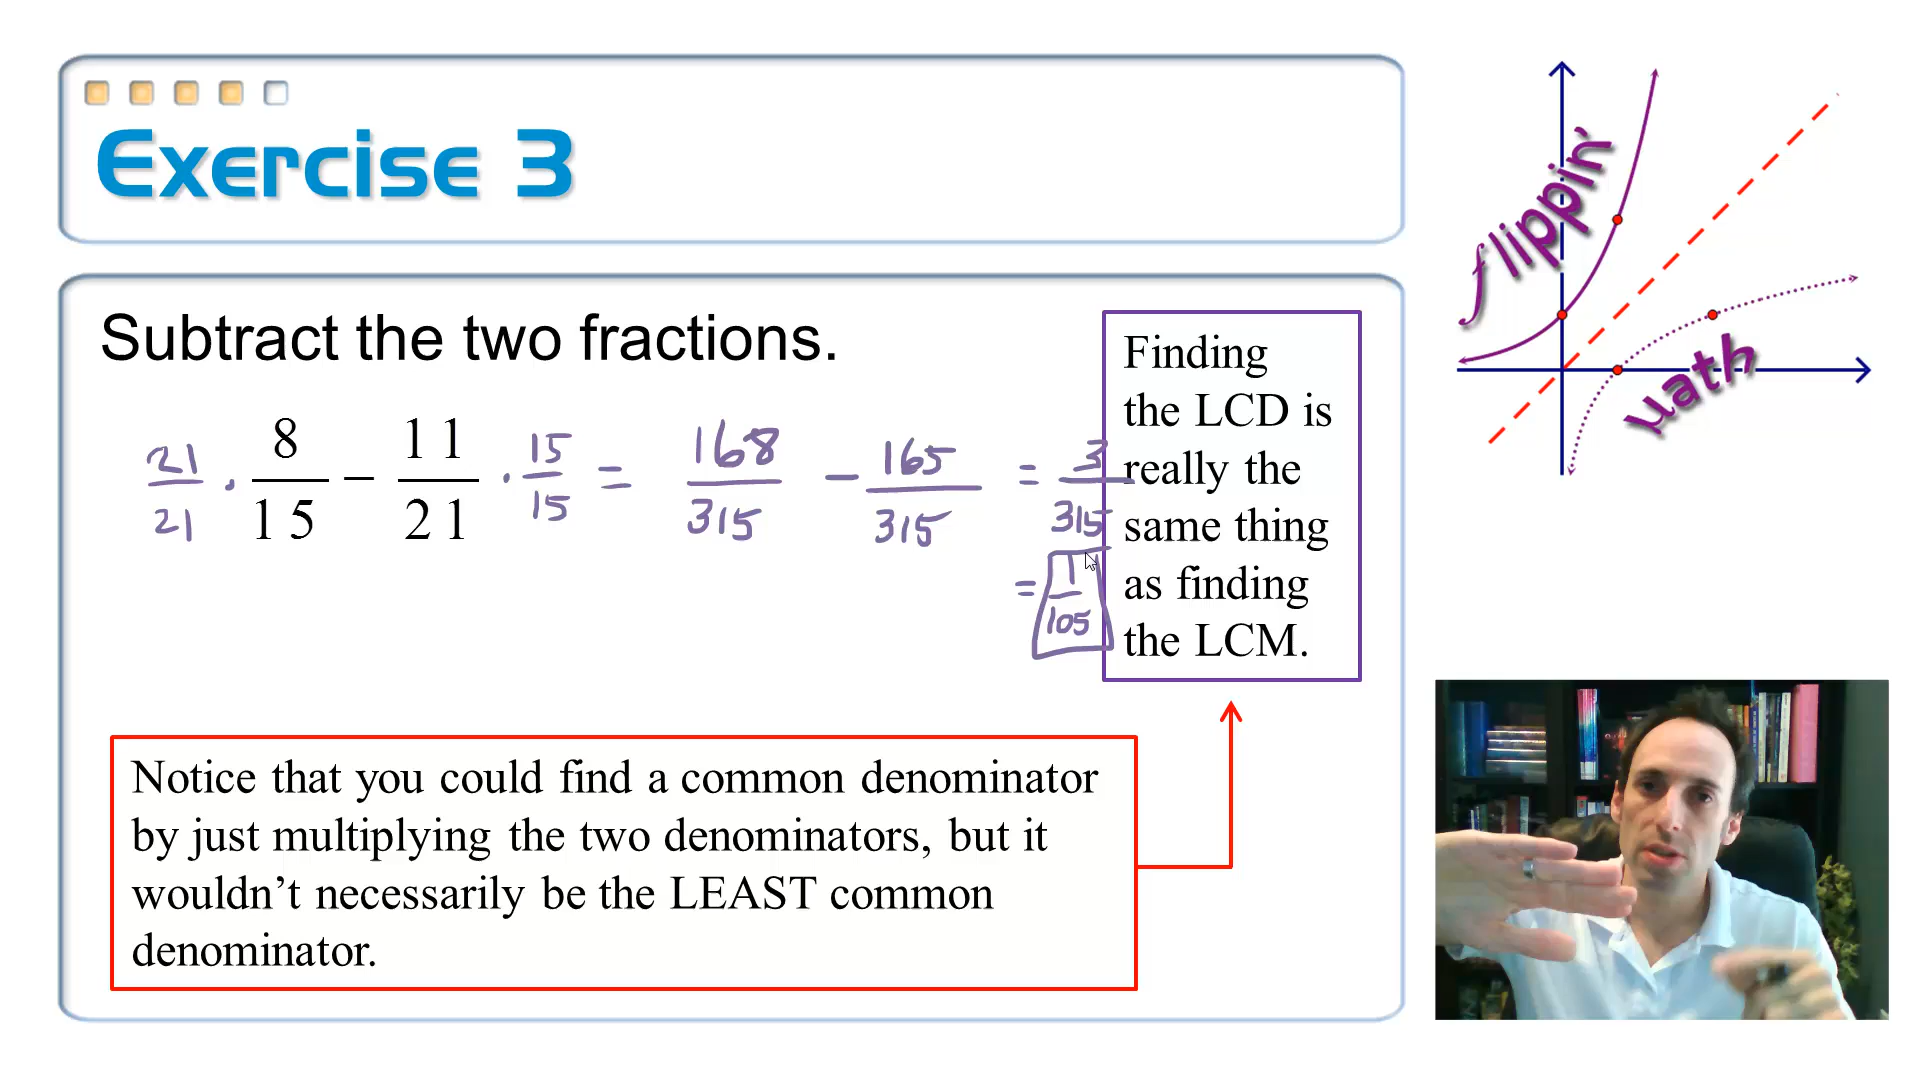 Exercise 3
flippin'
math
Subtract the two fractions.
21/21 · 8/15 − 11/21 · 15/15 = 168/315 − 165/315 = 3/315
= 1/105
Finding
the LCD is
really the
same thing
as finding
the LCM.
Notice that you could find a common denominator
by just multiplying the two denominators, but it
wouldn’t necessarily be the LEAST common
denominator.